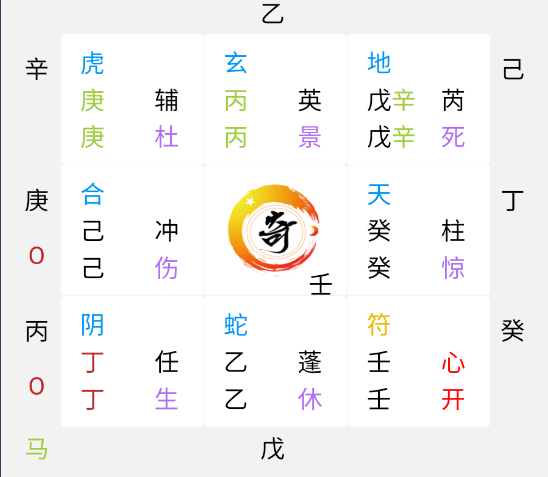 乙
辛 虎 玄 地 己
庚 辅 丙 英 戊辛 芮
庚 杜 丙 景 戊辛 死
庚 合 天 丁
己 冲 奇 癸 柱
O 己 伤 癸 惊
壬
丙 阴 蛇 符 癸
丁 任 乙 蓬 壬 心
O 丁 生 乙 休 壬 开
马 戊